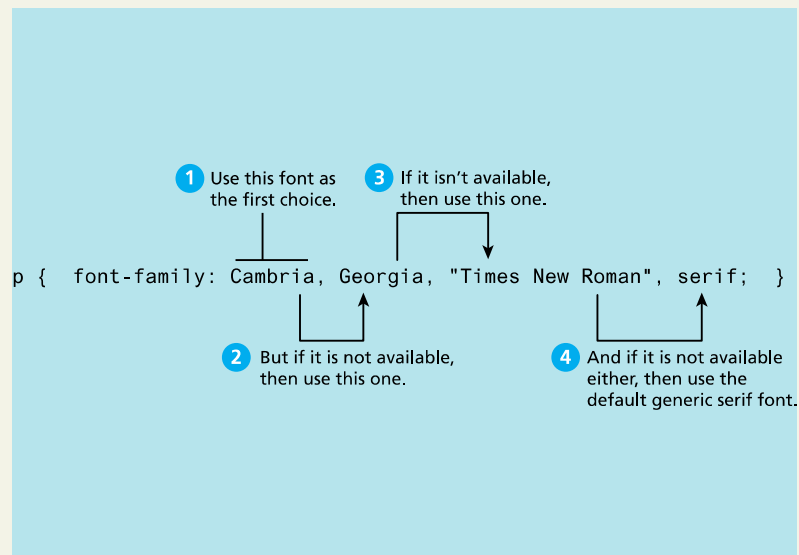 1 Use this font as
the first choice.
3 If it isn't available,
then use this one.
p { font-family: Cambria, Georgia, "Times New Roman", serif; }
2 But if it is not available,
then use this one.
4 And if it is not available
either, then use the
default generic serif font.